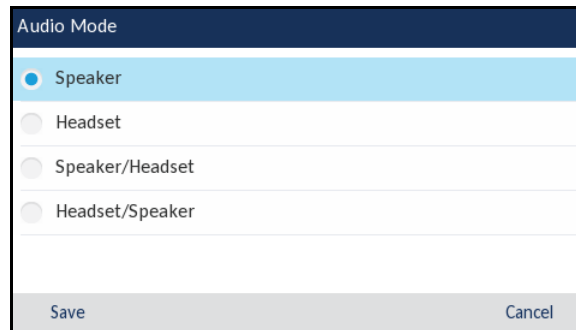 Audio Mode
Speaker
Headset
Speaker/Headset
Headset/Speaker
Save Cancel